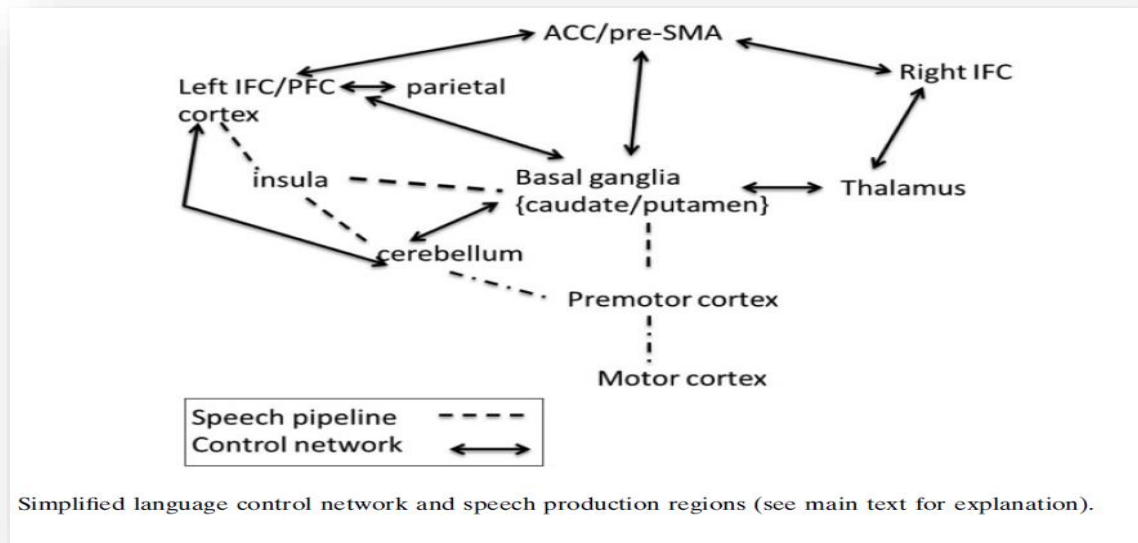 ACC/pre-SMA
Right IFC
Left IFC/PFC
cortex
parietal
insula
Basal ganglia
{caudate/putamen}
Thalamus
cerebellum
Premotor cortex
Motor cortex
Speech pipeline
Control network
Simplified language control network and speech production regions (see main text for explanation).